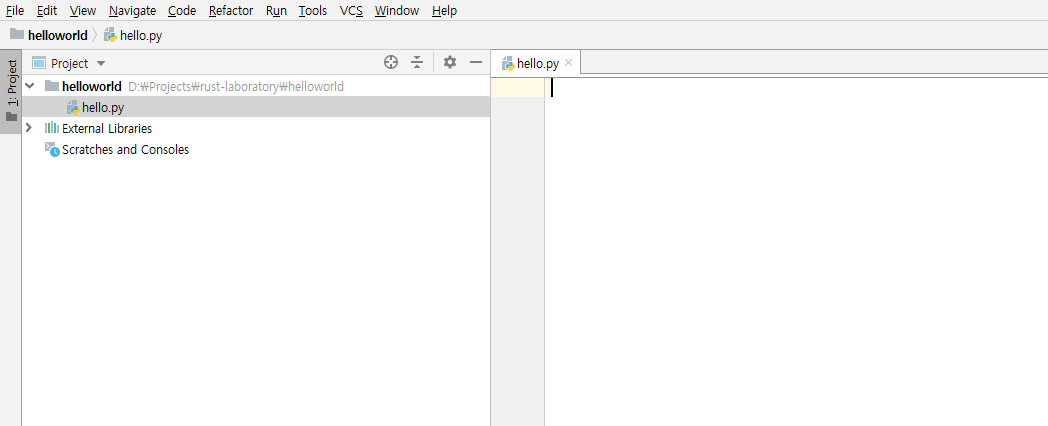 File Edit View Navigate Code Refactor Run Tools VCS Window Help
helloworld hello.py
1: Project
Project
helloworld D:₩Projects₩rust-laboratory₩helloworld
hello.py
External Libraries
Scratches and Consoles
hello.py